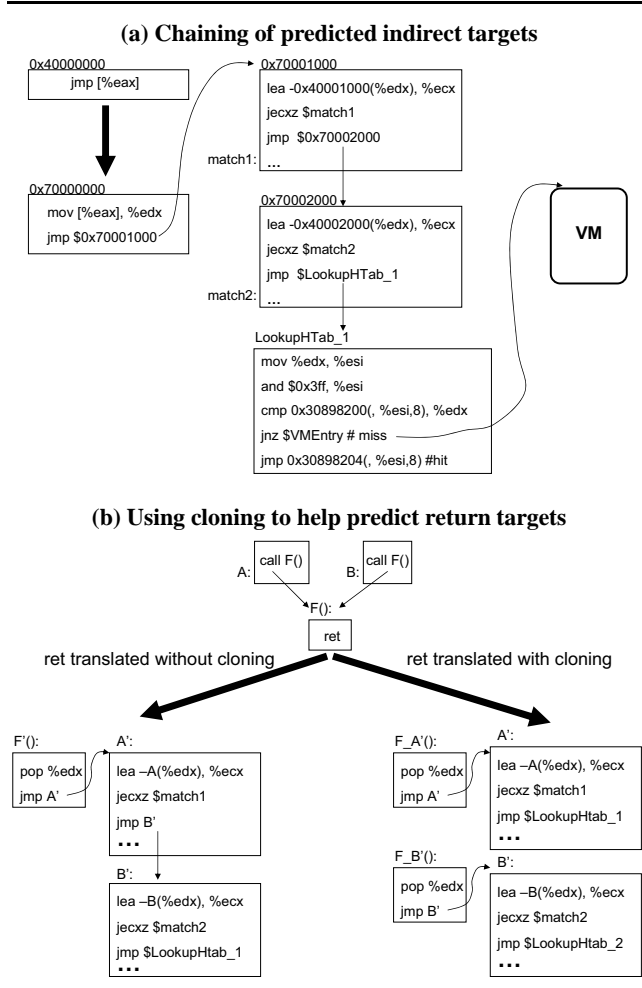 (a) Chaining of predicted indirect targets
0x40000000
jmp [%eax]
0x70000000
mov [%eax], %edx
jmp $0x70001000
0x70001000
lea -0x40001000(%edx), %ecx
jecxz $match1
jmp $0x70002000
match1:
...
0x70002000
lea -0x40002000(%edx), %ecx
jecxz $match2
jmp $LookupHTab_1
match2:
...
LookupHTab_1
mov %edx, %esi
and $0x3ff, %esi
cmp 0x30898200(, %esi,8), %edx
jnz $VMEntry # miss
jmp 0x30898204(, %esi,8) #hit
VM
(b) Using cloning to help predict return targets
A:
call F()
B:
call F()
F():
ret
ret translated without cloning
ret translated with cloning
F'():
pop %edx
jmp A'
A':
lea –A(%edx), %ecx
jecxz $match1
jmp B'
...
B':
lea –B(%edx), %ecx
jecxz $match2
jmp $LookupHtab_1
...
F_A'():
pop %edx
jmp A'
A':
lea –A(%edx), %ecx
jecxz $match1
jmp $LookupHtab_1
...
F_B'():
pop %edx
jmp B'
B':
lea –B(%edx), %ecx
jecxz $match2
jmp $LookupHtab_2
...